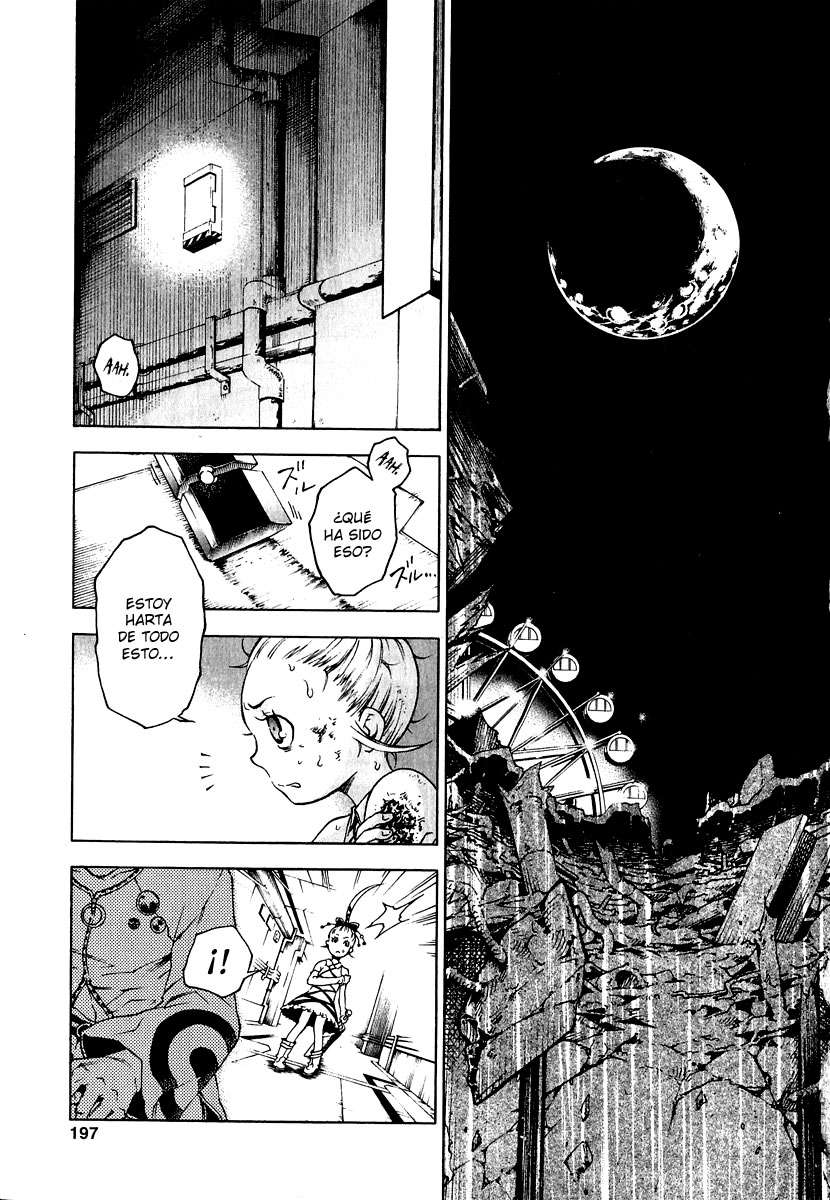 AAH.
AAH.
¿QUÉ
HA SIDO
ESO?
ズル
ズル...
ESTOY
HARTA
DE TODO
ESTO...
¡!
197